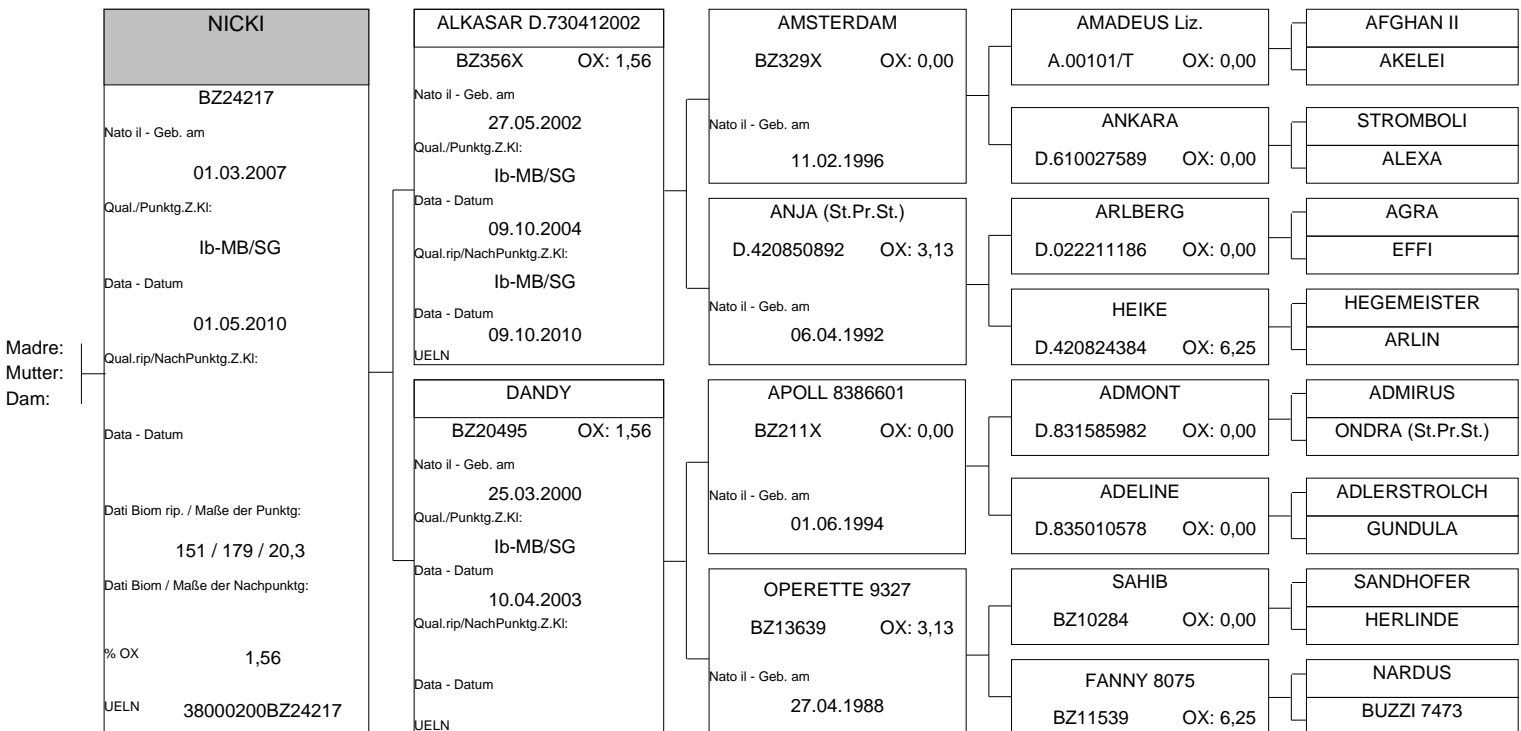 Madre:
Mutter:
Dam:
NICKI
BZ24217
Nato il - Geb. am
01.03.2007
Qual./Punktg.Z.Kl:
Ib-MB/SG
Data - Datum
01.05.2010
Qual.rip/NachPunktg.Z.Kl:
Data - Datum
Dati Biom rip. / Maße der Punktg:
151 / 179 / 20,3
Dati Biom / Maße der Nachpunktg:
% OX 1,56
UELN 38000200BZ24217
ALKASAR D.730412002
BZ356X OX: 1,56
Nato il - Geb. am
27.05.2002
Qual./Punktg.Z.Kl:
Ib-MB/SG
Data - Datum
09.10.2004
Qual.rip/NachPunktg.Z.Kl:
Ib-MB/SG
Data - Datum
09.10.2010
UELN
DANDY
BZ20495 OX: 1,56
Nato il - Geb. am
25.03.2000
Qual./Punktg.Z.Kl:
Ib-MB/SG
Data - Datum
10.04.2003
Qual.rip/NachPunktg.Z.Kl:
Data - Datum
UELN
AMSTERDAM
BZ329X OX: 0,00
Nato il - Geb. am
11.02.1996
ANJA (St.Pr.St.)
D.420850892 OX: 3,13
Nato il - Geb. am
06.04.1992
APOLL 8386601
BZ211X OX: 0,00
Nato il - Geb. am
01.06.1994
OPERETTE 9327
BZ13639 OX: 3,13
Nato il - Geb. am
27.04.1988
AMADEUS Liz.
A.00101/T OX: 0,00
ANKARA
D.610027589 OX: 0,00
ARLBERG
D.022211186 OX: 0,00
HEIKE
D.420824384 OX: 6,25
ADMONT
D.831585982 OX: 0,00
ADELINE
D.835010578 OX: 0,00
SAHIB
BZ10284 OX: 0,00
FANNY 8075
BZ11539 OX: 6,25
AFGHAN II
AKELEI
STROMBOLI
ALEXA
AGRA
EFFI
HEGEMEISTER
ARLIN
ADMIRUS
ONDRA (St.Pr.St.)
ADLERSTROLCH
GUNDULA
SANDHOFER
HERLINDE
NARDUS
BUZZI 7473